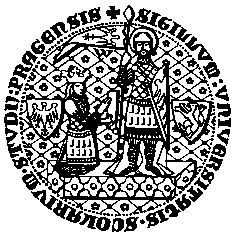 ✠ SIGILLVM · VNIVERSITATIS · SCOLARIVM · STVDII · PRAGENSIS